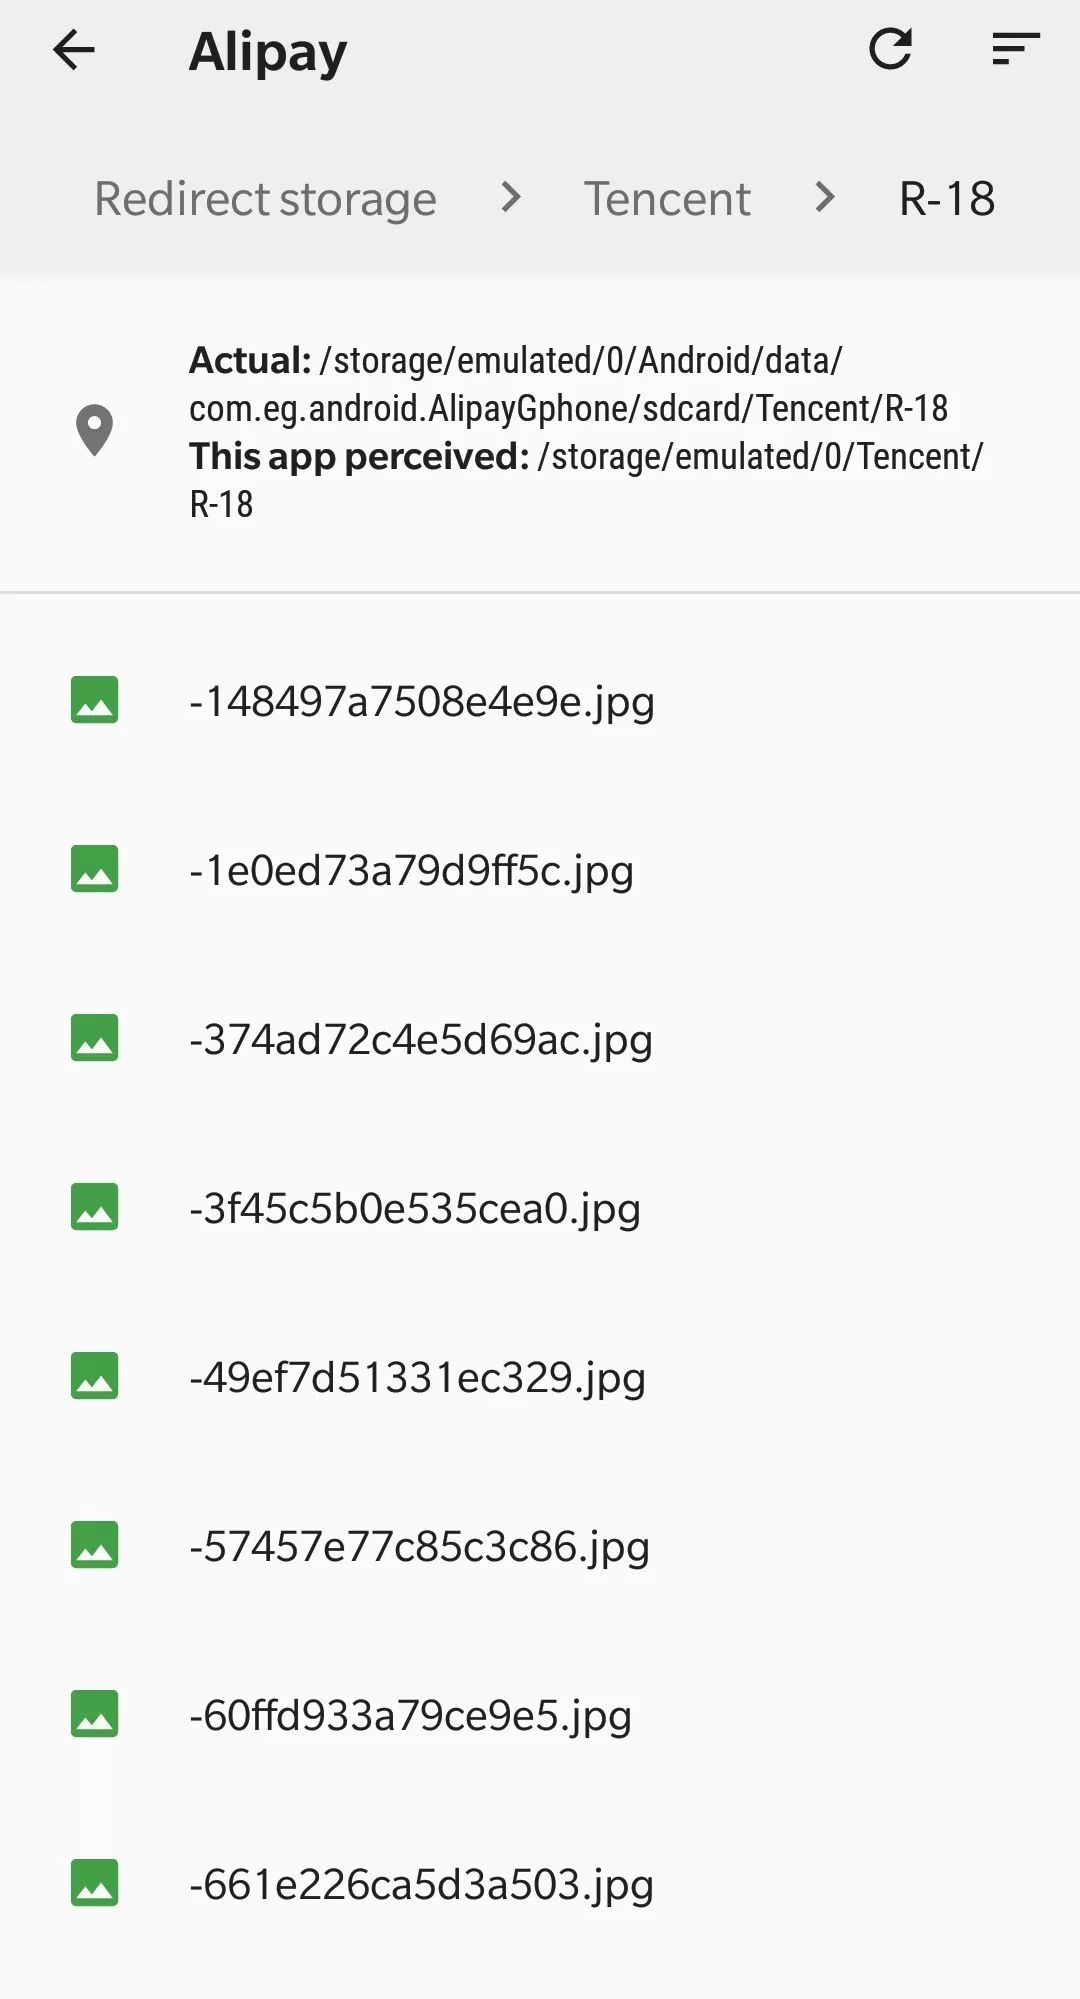 Alipay
Redirect storage > Tencent > R-18
Actual: /storage/emulated/0/Android/data/
com.eg.android.AlipayGphone/sdcard/Tencent/R-18
This app perceived: /storage/emulated/0/Tencent/
R-18
-148497a7508e4e9e.jpg
-1e0ed73a79d9ff5c.jpg
-374ad72c4e5d69ac.jpg
-3f45c5b0e535cea0.jpg
-49ef7d51331ec329.jpg
-57457e77c85c3c86.jpg
-60ffd933a79ce9e5.jpg
-661e226ca5d3a503.jpg